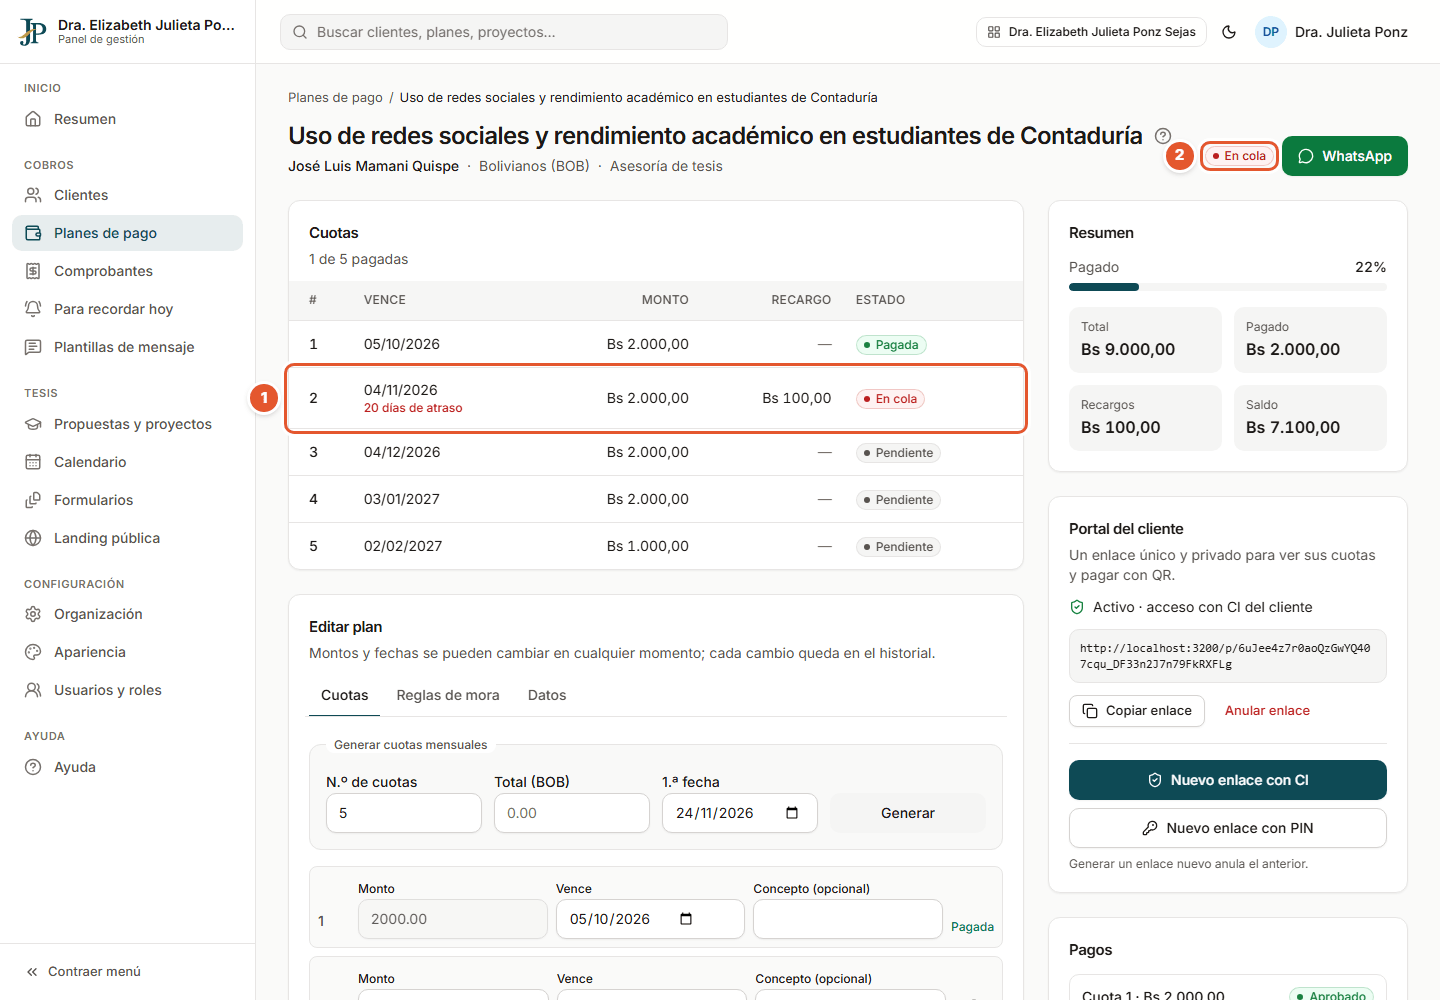 Dra. Elizabeth Julieta Po...
Panel de gestión
Buscar clientes, planes, proyectos...
Dra. Elizabeth Julieta Ponz Sejas
DP
Dra. Julieta Ponz
INICIO
Resumen
COBROS
Clientes
Planes de pago
Comprobantes
Para recordar hoy
Plantillas de mensaje
TESIS
Propuestas y proyectos
Calendario
Formularios
Landing pública
CONFIGURACIÓN
Organización
Apariencia
Usuarios y roles
AYUDA
Ayuda
Contraer menú
Planes de pago / Uso de redes sociales y rendimiento académico en estudiantes de Contaduría
Uso de redes sociales y rendimiento académico en estudiantes de Contaduría
José Luis Mamani Quispe · Bolivianos (BOB) · Asesoría de tesis
2
En cola
WhatsApp
Cuotas
1 de 5 pagadas
# VENCE MONTO RECARGO ESTADO
1 05/10/2026 Bs 2.000,00 — Pagada
1
2 04/11/2026 Bs 2.000,00 Bs 100,00 En cola
20 días de atraso
3 04/12/2026 Bs 2.000,00 — Pendiente
4 03/01/2027 Bs 2.000,00 — Pendiente
5 02/02/2027 Bs 1.000,00 — Pendiente
Editar plan
Montos y fechas se pueden cambiar en cualquier momento; cada cambio queda en el historial.
Cuotas Reglas de mora Datos
Generar cuotas mensuales
N.º de cuotas Total (BOB) 1.ª fecha
5 0.00 24/11/2026 Generar
Monto Vence Concepto (opcional)
1 2000.00 05/10/2026 Pagada
Monto Vence Concepto (opcional)
Resumen
Pagado 22%
Total Pagado
Bs 9.000,00 Bs 2.000,00
Recargos Saldo
Bs 100,00 Bs 7.100,00
Portal del cliente
Un enlace único y privado para ver sus cuotas
y pagar con QR.
Activo · acceso con CI del cliente
http://localhost:3200/p/6uJee4z7r0aoQzGwYQ40
7cqu_DF33n2J7n79FkRXFLg
Copiar enlace Anular enlace
Nuevo enlace con CI
Nuevo enlace con PIN
Generar un enlace nuevo anula el anterior.
Pagos
Cuota 1 · Bs 2.000,00 Aprobado